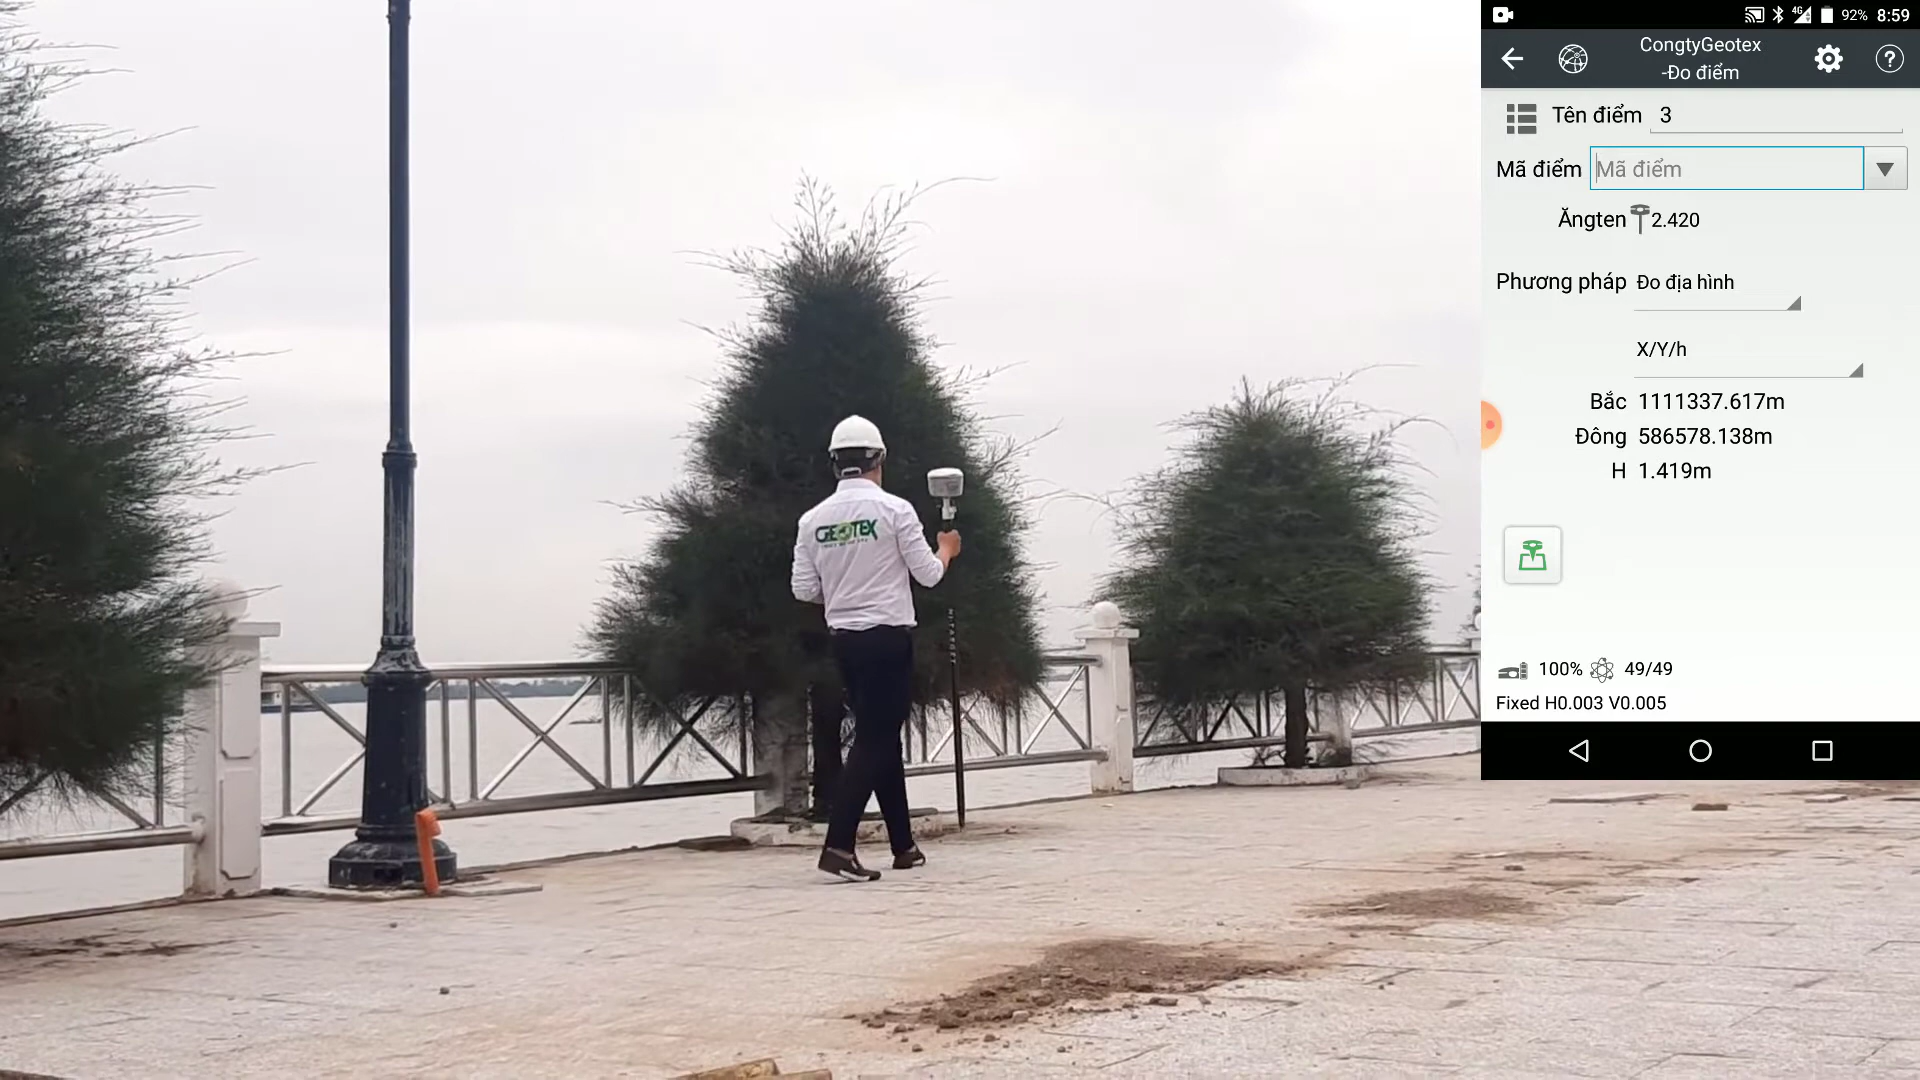 GEOTEX
92% 8:59
CongtyGeotex
-Đo điểm
Tên điểm 3
Mã điểm Mã điểm
Ăngten 2.420
Phương pháp Đo địa hình
X/Y/h
Bắc 1111337.617m
Đông 586578.138m
H 1.419m
100% 49/49
Fixed H0.003 V0.005